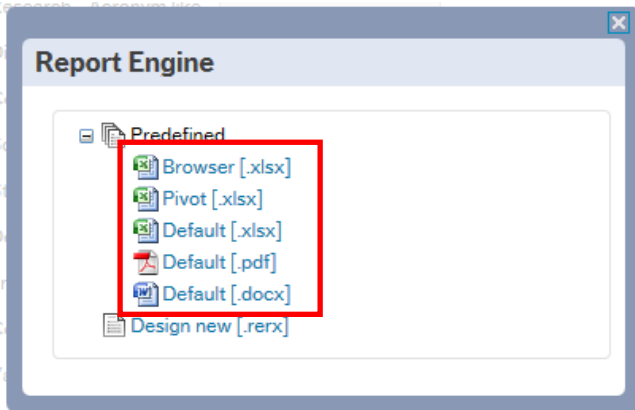 Report Engine
Predefined
Browser [.xlsx]
Pivot [.xlsx]
Default [.xlsx]
Default [.pdf]
Default [.docx]
Design new [.rerx]